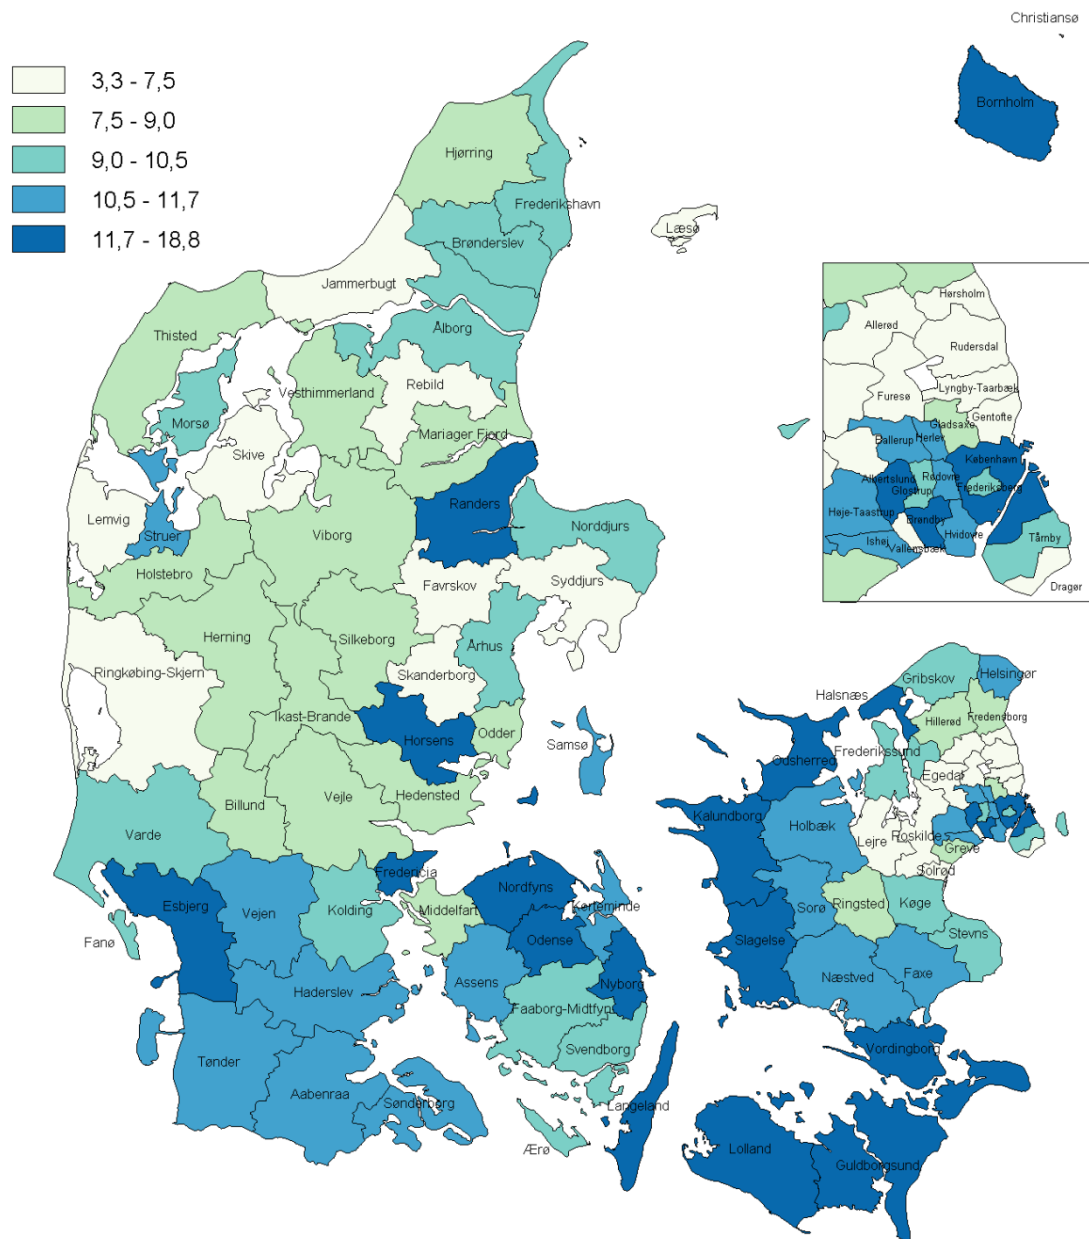 Christiansø
Bornholm
3,3 - 7,5
7,5 - 9,0
9,0 - 10,5
10,5 - 11,7
11,7 - 18,8
Hjørring
Frederikshavn
Læsø
Brønderslev
Jammerbugt
Thisted
Ålborg
Vesthimmerland
Rebild
Morsø
Mariager Fjord
Skive
Lemvig
Struer
Randers
Viborg
Norddjurs
Holstebro
Favrskov
Syddjurs
Herning
Silkeborg
Århus
Ringkøbing-Skjern
Skanderborg
Ikast-Brande
Horsens
Odder
Samsø
Billund
Vejle
Hedensted
Varde
Fredericia
Esbjerg
Vejen
Kolding
Middelfart
Nordfyns
Kerteminde
Fanø
Odense
Haderslev
Assens
Nyborg
Faaborg-Midtfyn
Svendborg
Tønder
Aabenraa
Sønderborg
Langeland
Ærø
Hørsholm
Allerød
Rudersdal
Lyngby-Taarbæk
Furesø
Gentofte
Gladsaxe
Ballerup
Herlev
København
Albertslund
Rødovre
Glostrup
Frederiksberg
Høje-Taastrup
Brøndby
Hvidovre
Ishøj
Vallensbæk
Tårnby
Dragør
Gribskov
Helsingør
Halsnæs
Hillerød
Fredensborg
Frederikssund
Odsherred
Egedal
Kalundborg
Holbæk
Lejre
Roskilde
Greve
Solrød
Sorø
Ringsted
Køge
Slagelse
Stevns
Næstved
Faxe
Vordingborg
Lolland
Guldborgsund